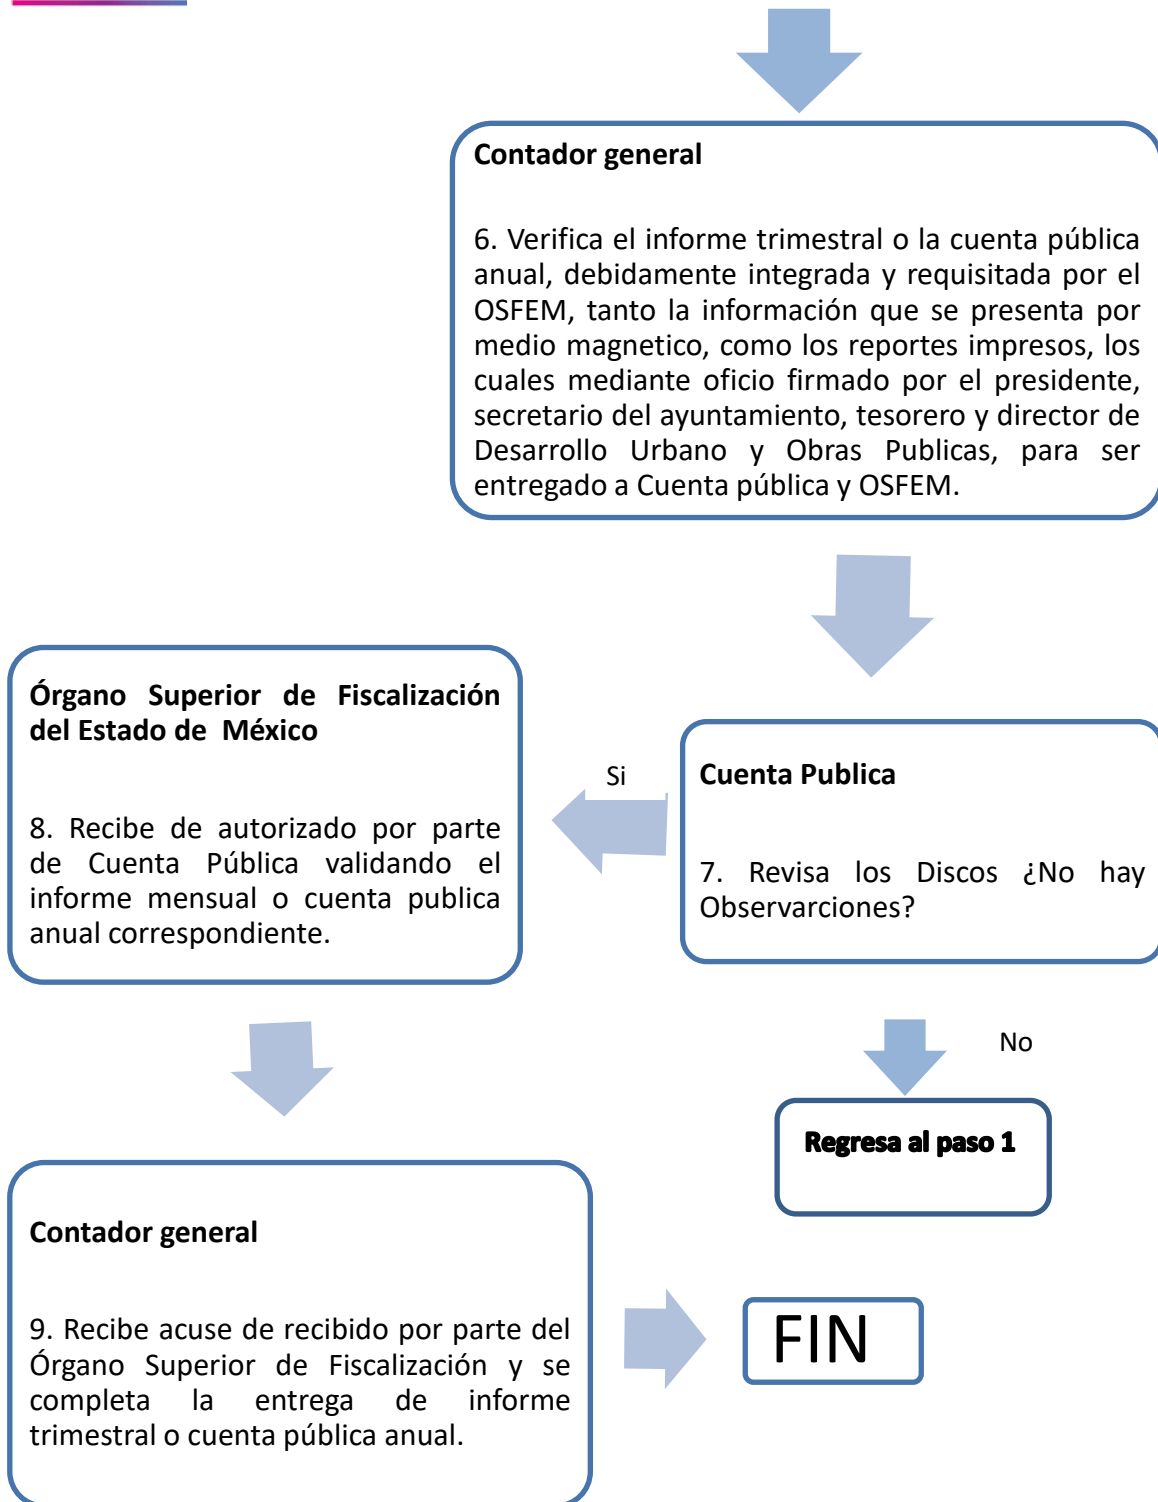 Contador general
6. Verifica el informe trimestral o la cuenta pública
anual, debidamente integrada y requisitada por el
OSFEM, tanto la información que se presenta por
medio magnetico, como los reportes impresos, los
cuales mediante oficio firmado por el presidente,
secretario del ayuntamiento, tesorero y director de
Desarrollo Urbano y Obras Publicas, para ser
entregado a Cuenta pública y OSFEM.
Cuenta Publica
7. Revisa los Discos ¿No hay
Observarciones?
Si
No
Regresa al paso 1
Órgano Superior de Fiscalización
del Estado de México
8. Recibe de autorizado por parte
de Cuenta Pública validando el
informe mensual o cuenta publica
anual correspondiente.
Contador general
9. Recibe acuse de recibido por parte del
Órgano Superior de Fiscalización y se
completa la entrega de informe
trimestral o cuenta pública anual.
FIN